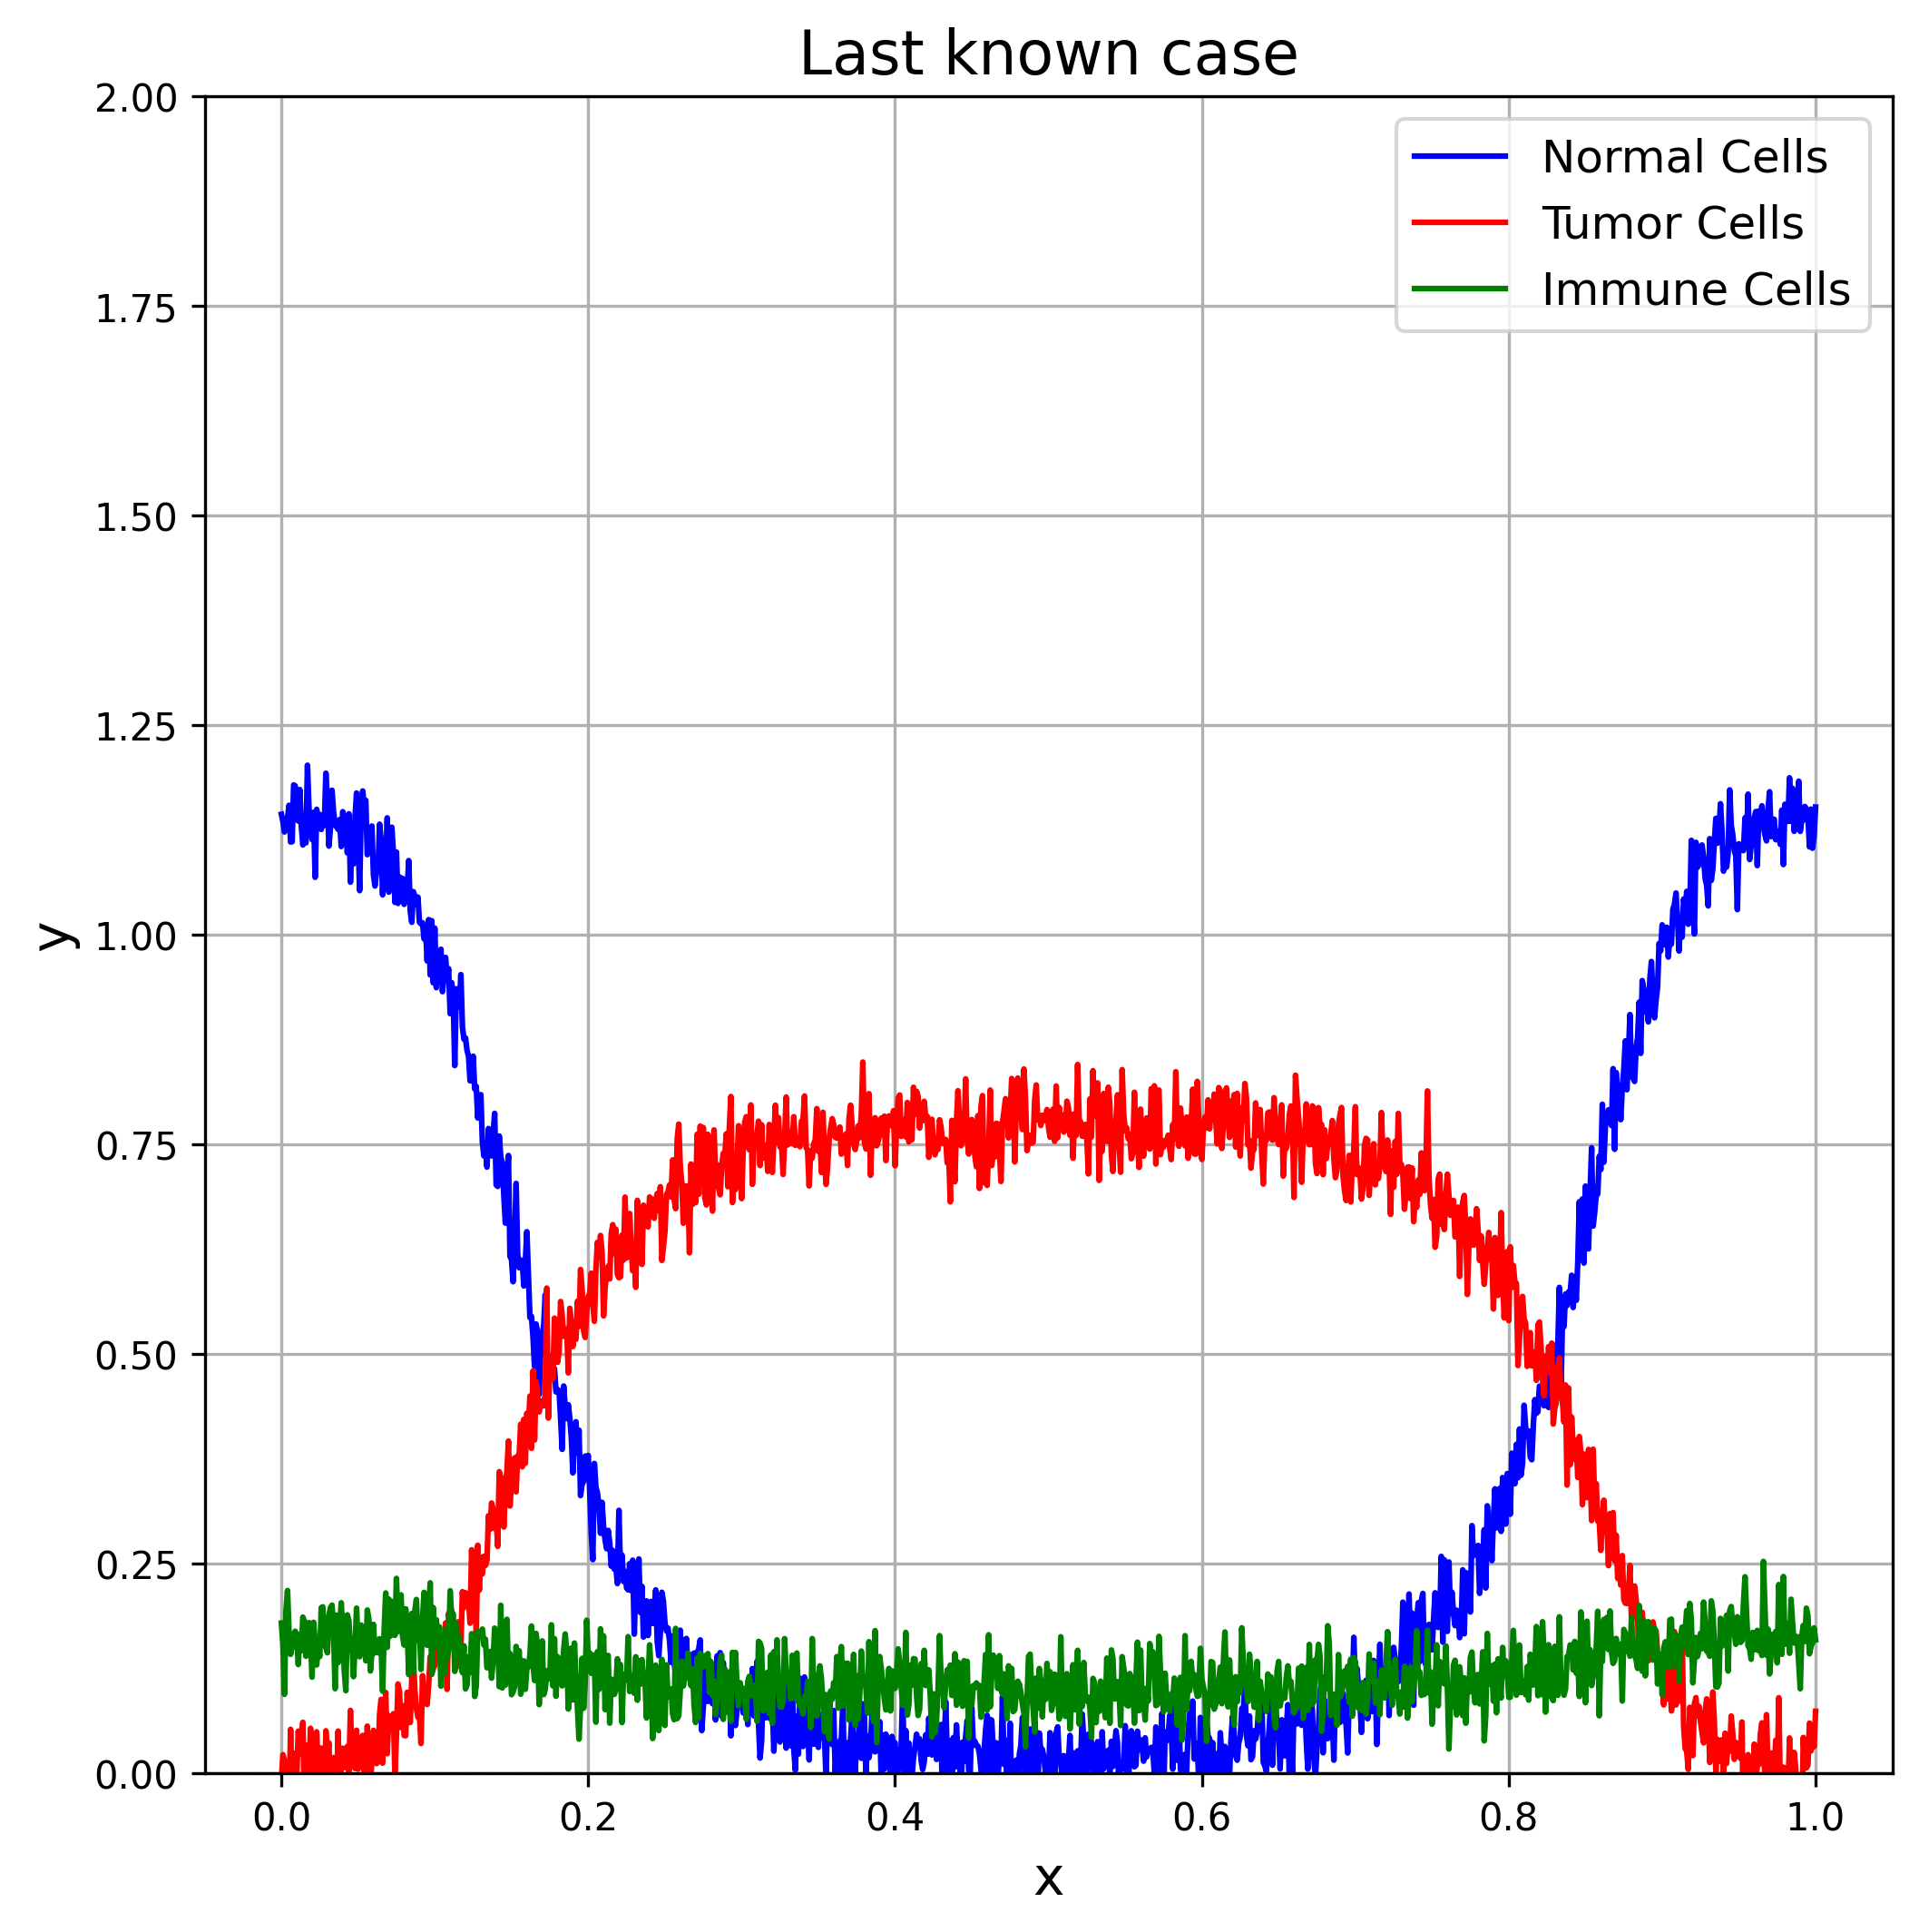 Last known case
2.00
1.75
1.50
1.25
1.00
0.75
0.50
0.25
0.00
y
Normal Cells
Tumor Cells
Immune Cells
0.0 0.2 0.4 0.6 0.8 1.0
x